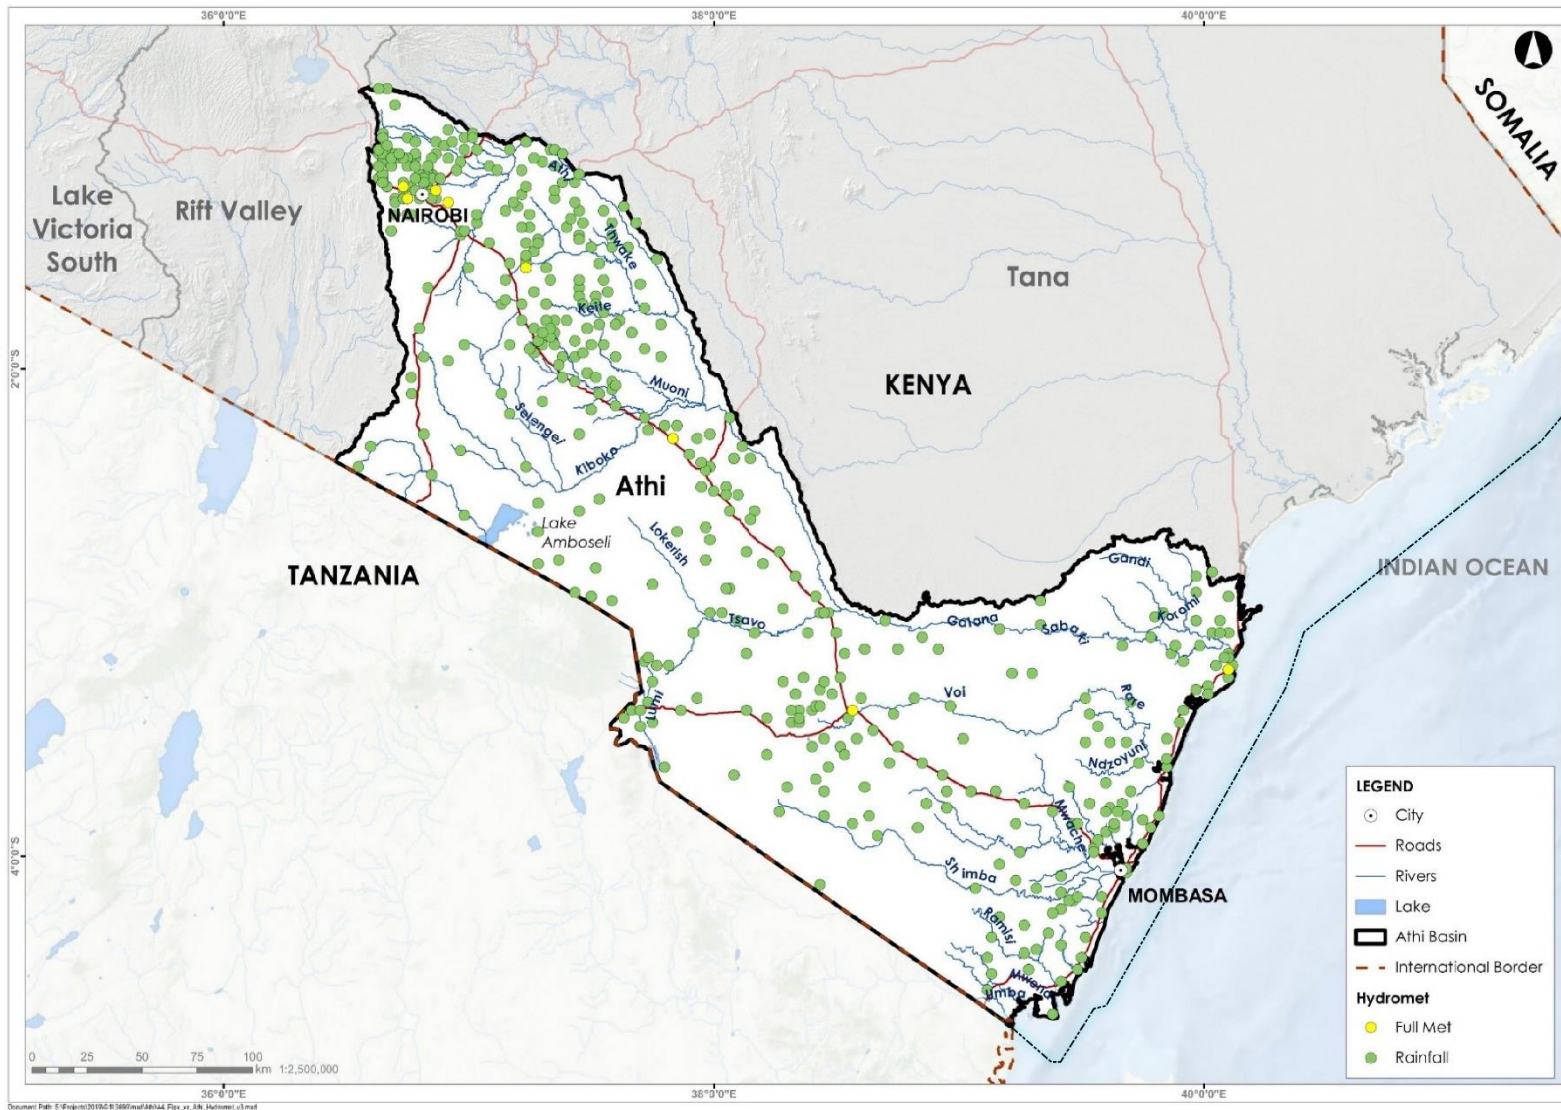 36°0'0"E
38°0'0"E
40°0'0"E
SOMALIA
Lake
Victoria
South
Rift Valley
NAIROBI
Athi
Thwake
Tana
Keite
2°0'0"S
KENYA
Muoni
Selengei
Kiboko
Athi
Lake
Amboseli
Lokerish
TANZANIA
Gandi
INDIAN OCEAN
Koromi
Tsavo
Galana
Sabaki
Lumi
Voi
Rare
Ndzoyuni
Mwache
4°0'0"S
Shimba
MOMBASA
Ramisi
Mwena
Umba
LEGEND
City
Roads
Rivers
Lake
Athi Basin
International Border
Hydromet
Full Met
Rainfall
0 25 50 75 100
km 1:2,500,000
36°0'0"E
38°0'0"E
40°0'0"E